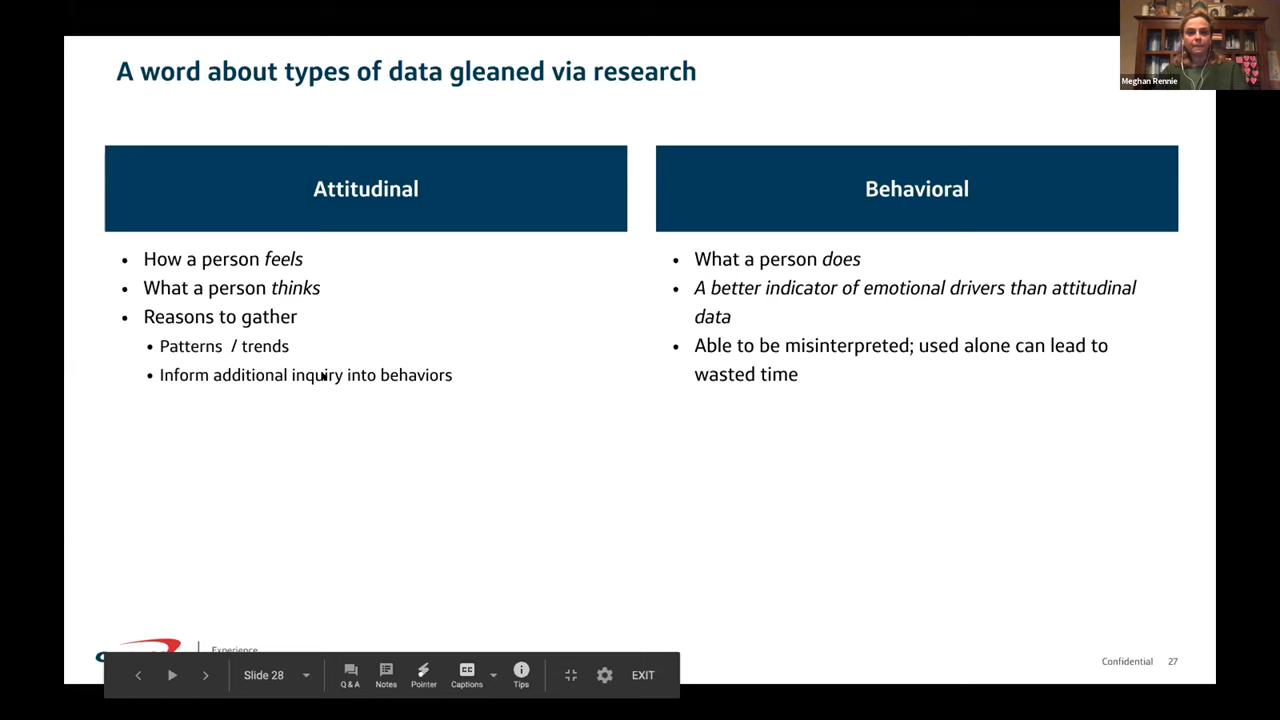 A word about types of data gleaned via research
Meghan Rennie
Attitudinal
• How a person feels
• What a person thinks
• Reasons to gather
• Patterns / trends
• Inform additional inquiry into behaviors
Behavioral
• What a person does
• A better indicator of emotional drivers than attitudinal
data
• Able to be misinterpreted; used alone can lead to
wasted time
Experience
Confidential 27
Slide 28
Q & A
Notes
Pointer
CC
Captions
Tips
EXIT